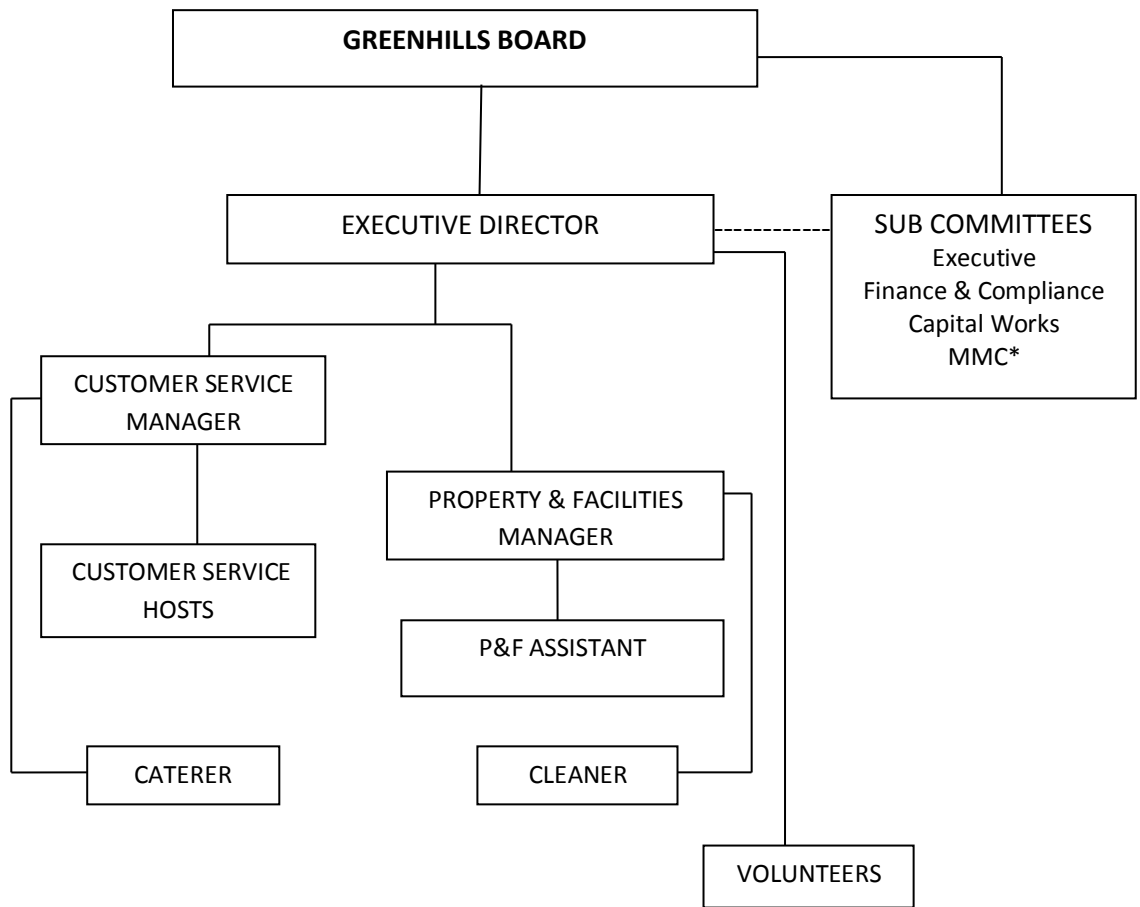 GREENHILLS BOARD
EXECUTIVE DIRECTOR
SUB COMMITTEES
Executive
Finance & Compliance
Capital Works
MMC*
CUSTOMER SERVICE
MANAGER
PROPERTY & FACILITIES
MANAGER
CUSTOMER SERVICE
HOSTS
P&F ASSISTANT
CATERER
CLEANER
VOLUNTEERS